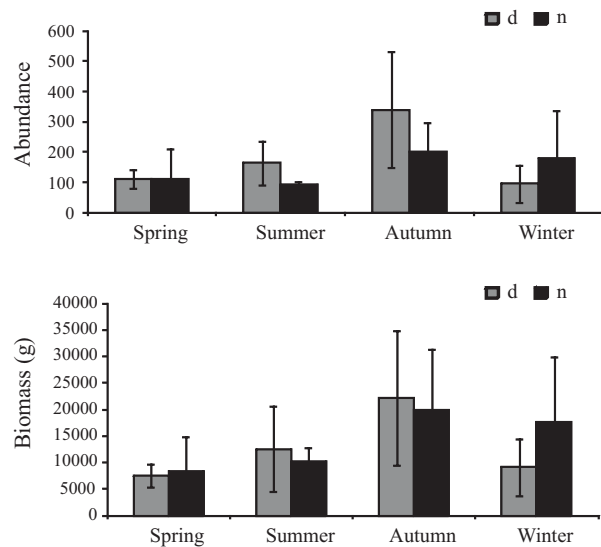 d n
600
500
400
300
200
100
0
Abundance
Spring Summer Autumn Winter
d n
40000
35000
30000
25000
20000
15000
10000
5000
0
Biomass (g)
Spring Summer Autumn Winter